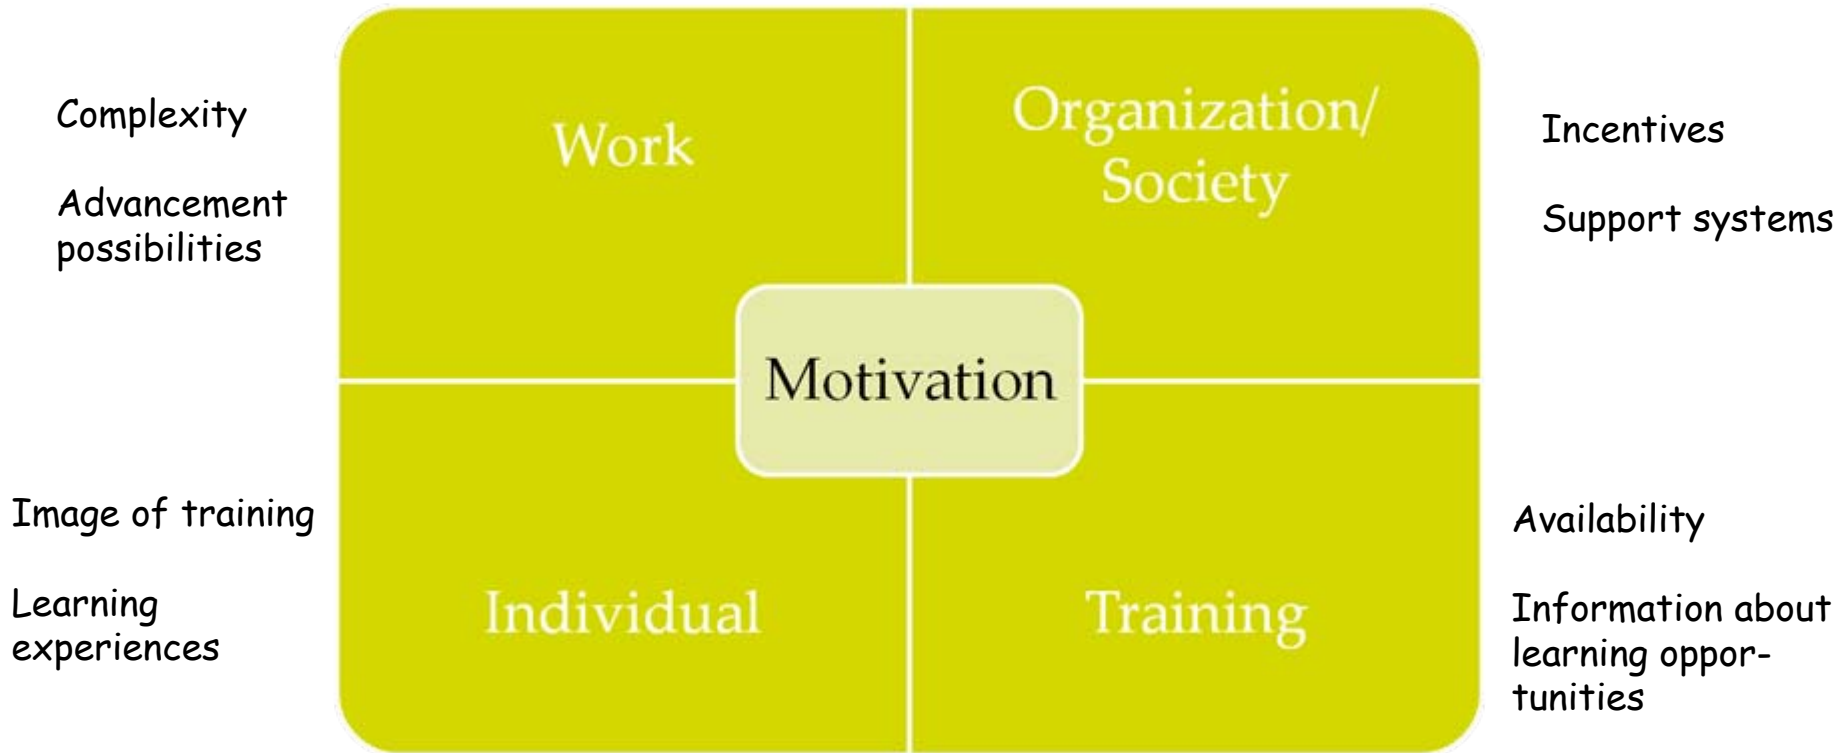 Complexity
Advancement
possibilities
Work
Organization/
Society
Incentives
Support systems
Motivation
Image of training
Learning
experiences
Individual
Training
Availability
Information about
learning oppor-
tunities